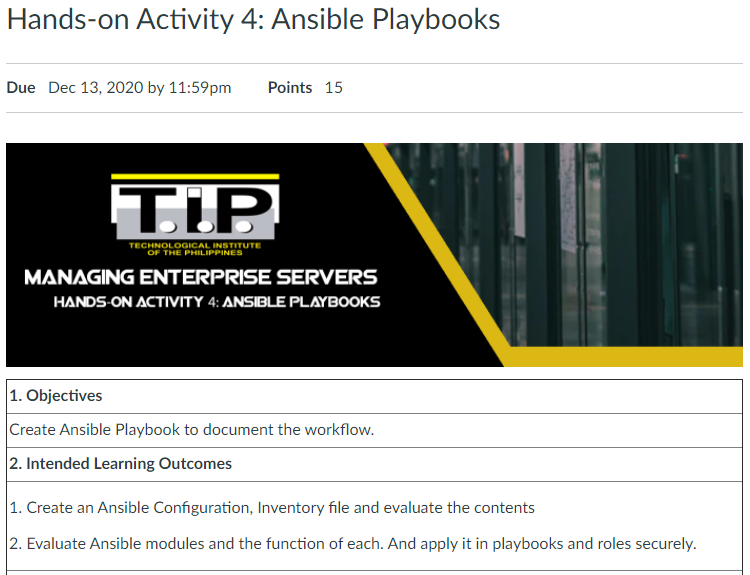 Hands-on Activity 4: Ansible Playbooks
Due Dec 13, 2020 by 11:59pm Points 15
T.I.P.
TECHNOLOGICAL INSTITUTE
OF THE PHILIPPINES
MANAGING ENTERPRISE SERVERS
HANDS-ON ACTIVITY 4: ANSIBLE PLAYBOOKS
1. Objectives
Create Ansible Playbook to document the workflow.
2. Intended Learning Outcomes
1. Create an Ansible Configuration, Inventory file and evaluate the contents
2. Evaluate Ansible modules and the function of each. And apply it in playbooks and roles securely.